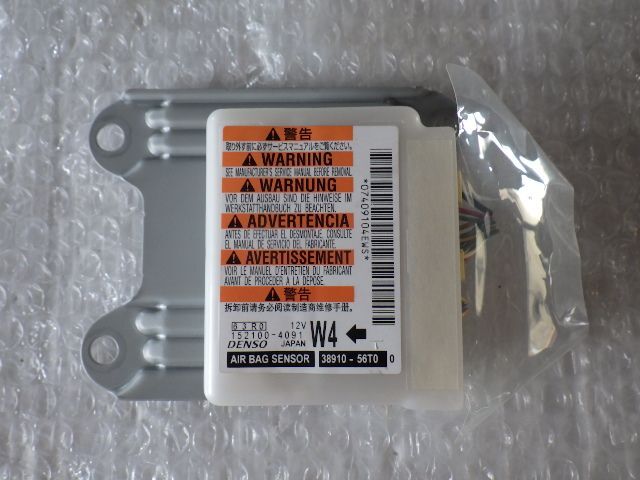 警告
取り外す前に必ずサービスマニュアルをご覧ください。
WARNING
SEE MANUFACTURER'S SERVICE MANUAL BEFORE REMOVAL.
WARNUNG
VOR DEM AUSBAU SIND DIE HINWEISE IM
WERKSTATTHANDBUCH ZU BEACHTEN.
ADVERTENCIA
ANTES DE EFECTUAR EL DESMONTAJE, CONSULTE
EL MANUAL DE SERVICIO DEL FABRICANTE.
AVERTISSEMENT
VOIR LE MANUEL D'ENTRETIEN DU FABRICANT
AVANT DE PROCEDER A LA DEPOSE.
警告
拆卸前请务必阅读制造商维修手册.
63R0 12V
152100-4091
DENSO JAPAN
W4
AIR BAG SENSOR 38910-56T0 0
*07409104EWS*